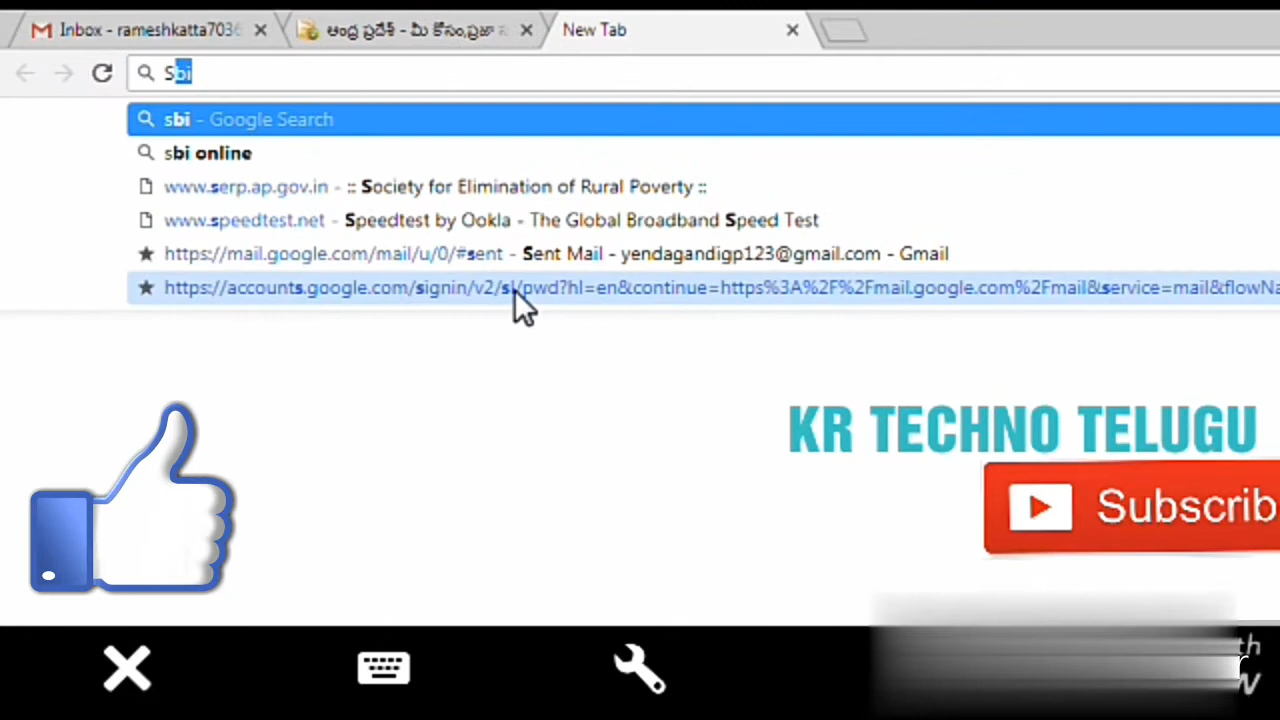 Inbox - rameshkatta7036
ఆంధ్ర ప్రదేశ్ - మీ కోసం,ప్రజా
New Tab
Sbi
sbi – Google Search
sbi online
www.serp.ap.gov.in - :: Society for Elimination of Rural Poverty ::
www.speedtest.net - Speedtest by Ookla - The Global Broadband Speed Test
https://mail.google.com/mail/u/0/#sent - Sent Mail - yendagandigp123@gmail.com - Gmail
https://accounts.google.com/signin/v2/sl/pwd?hl=en&continue=https%3A%2F%2Fmail.google.com%2Fmail&service=mail&flowNa
KR TECHNO TELUGU
Subscrib